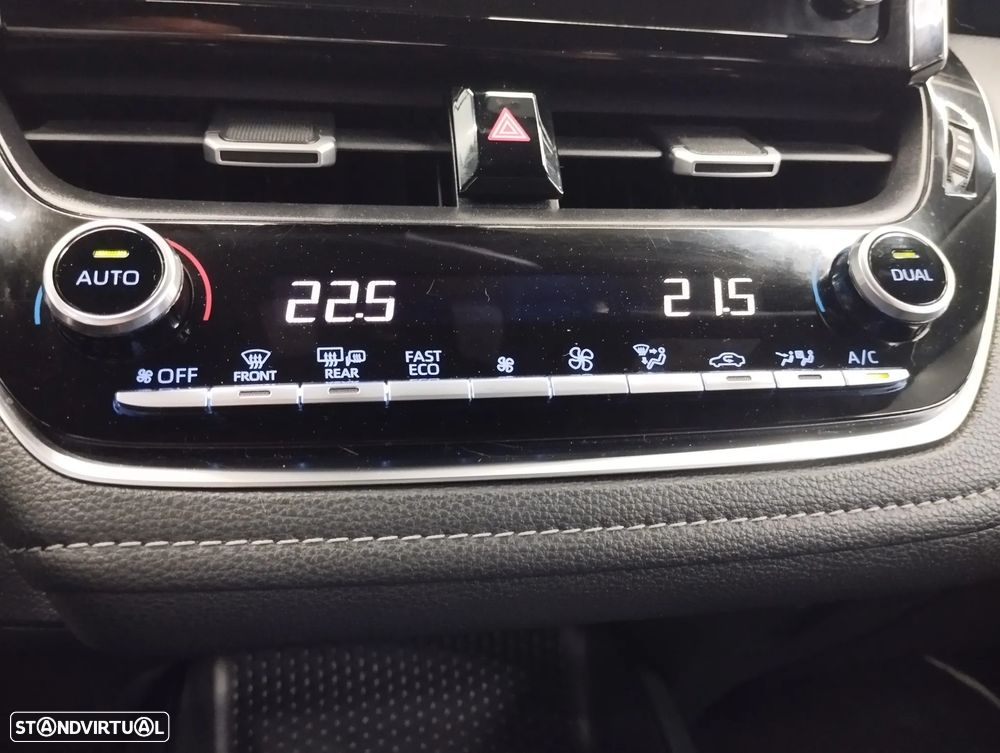 AUTO
22.5
21.5
DUAL
OFF
FRONT
REAR
FAST
ECO
A/C
STANDVIRTUAL